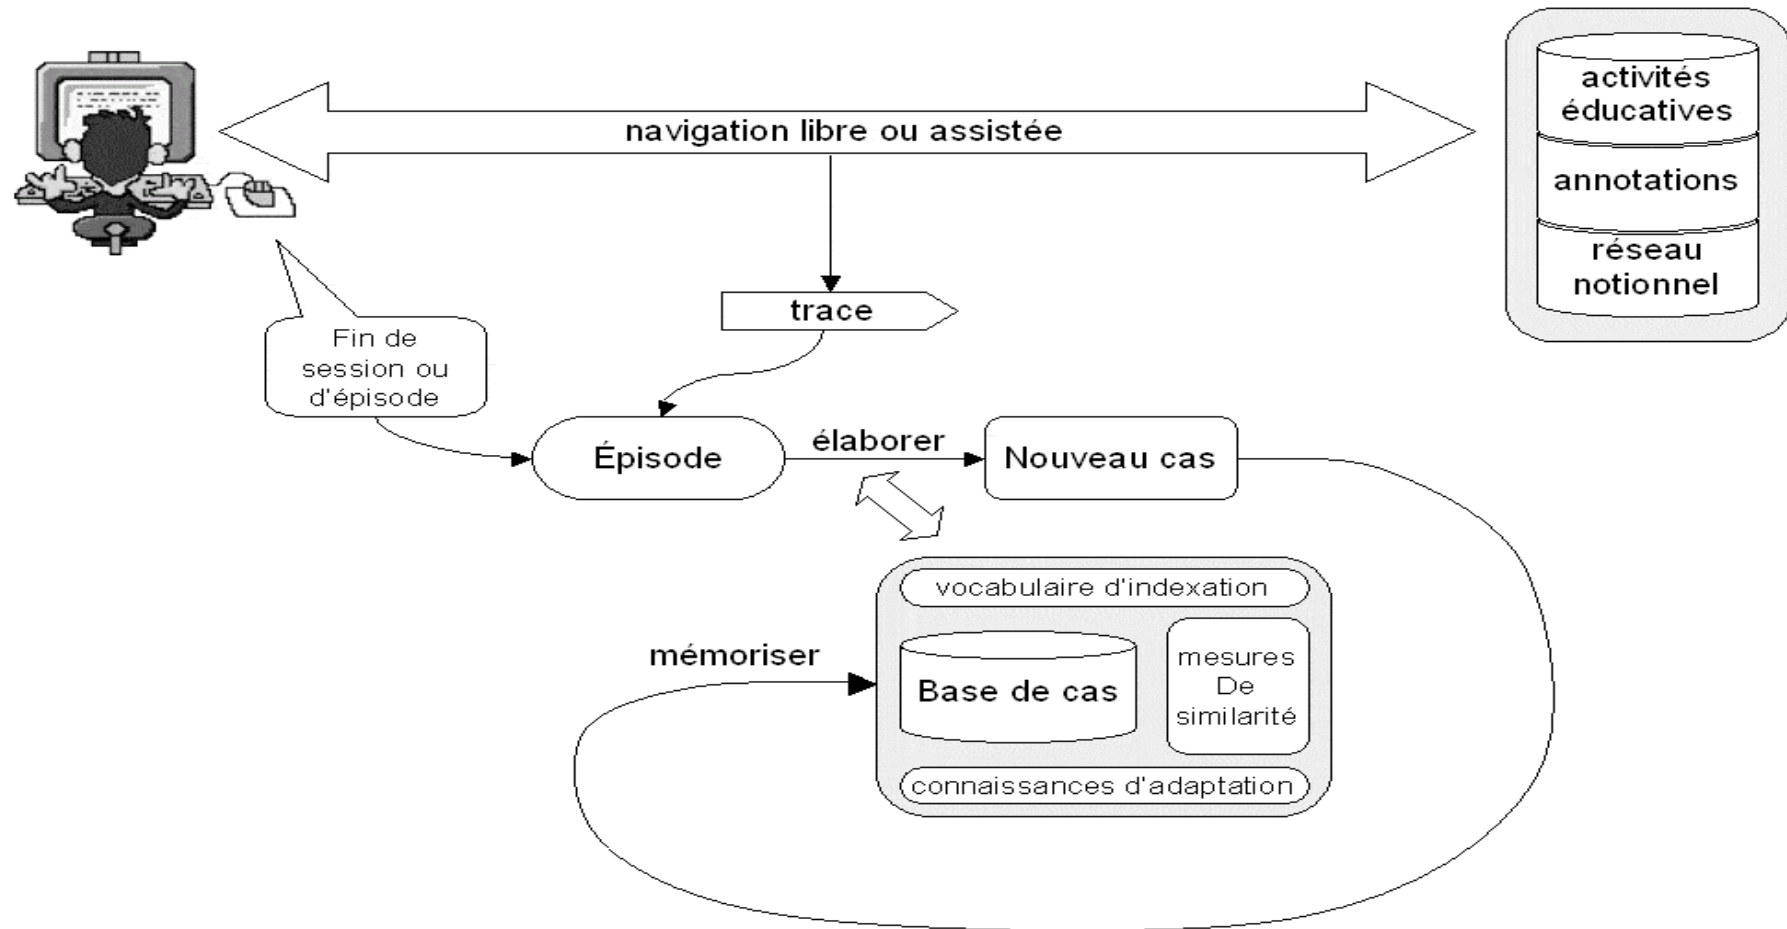 activités
éducatives
navigation libre ou assistée
annotations
réseau
notionnel
trace
Fin de
session ou
d'épisode
élaborer
Épisode
Nouveau cas
vocabulaire d'indexation
mémoriser
Base de cas
mesures
De
similarité
connaissances d'adaptation